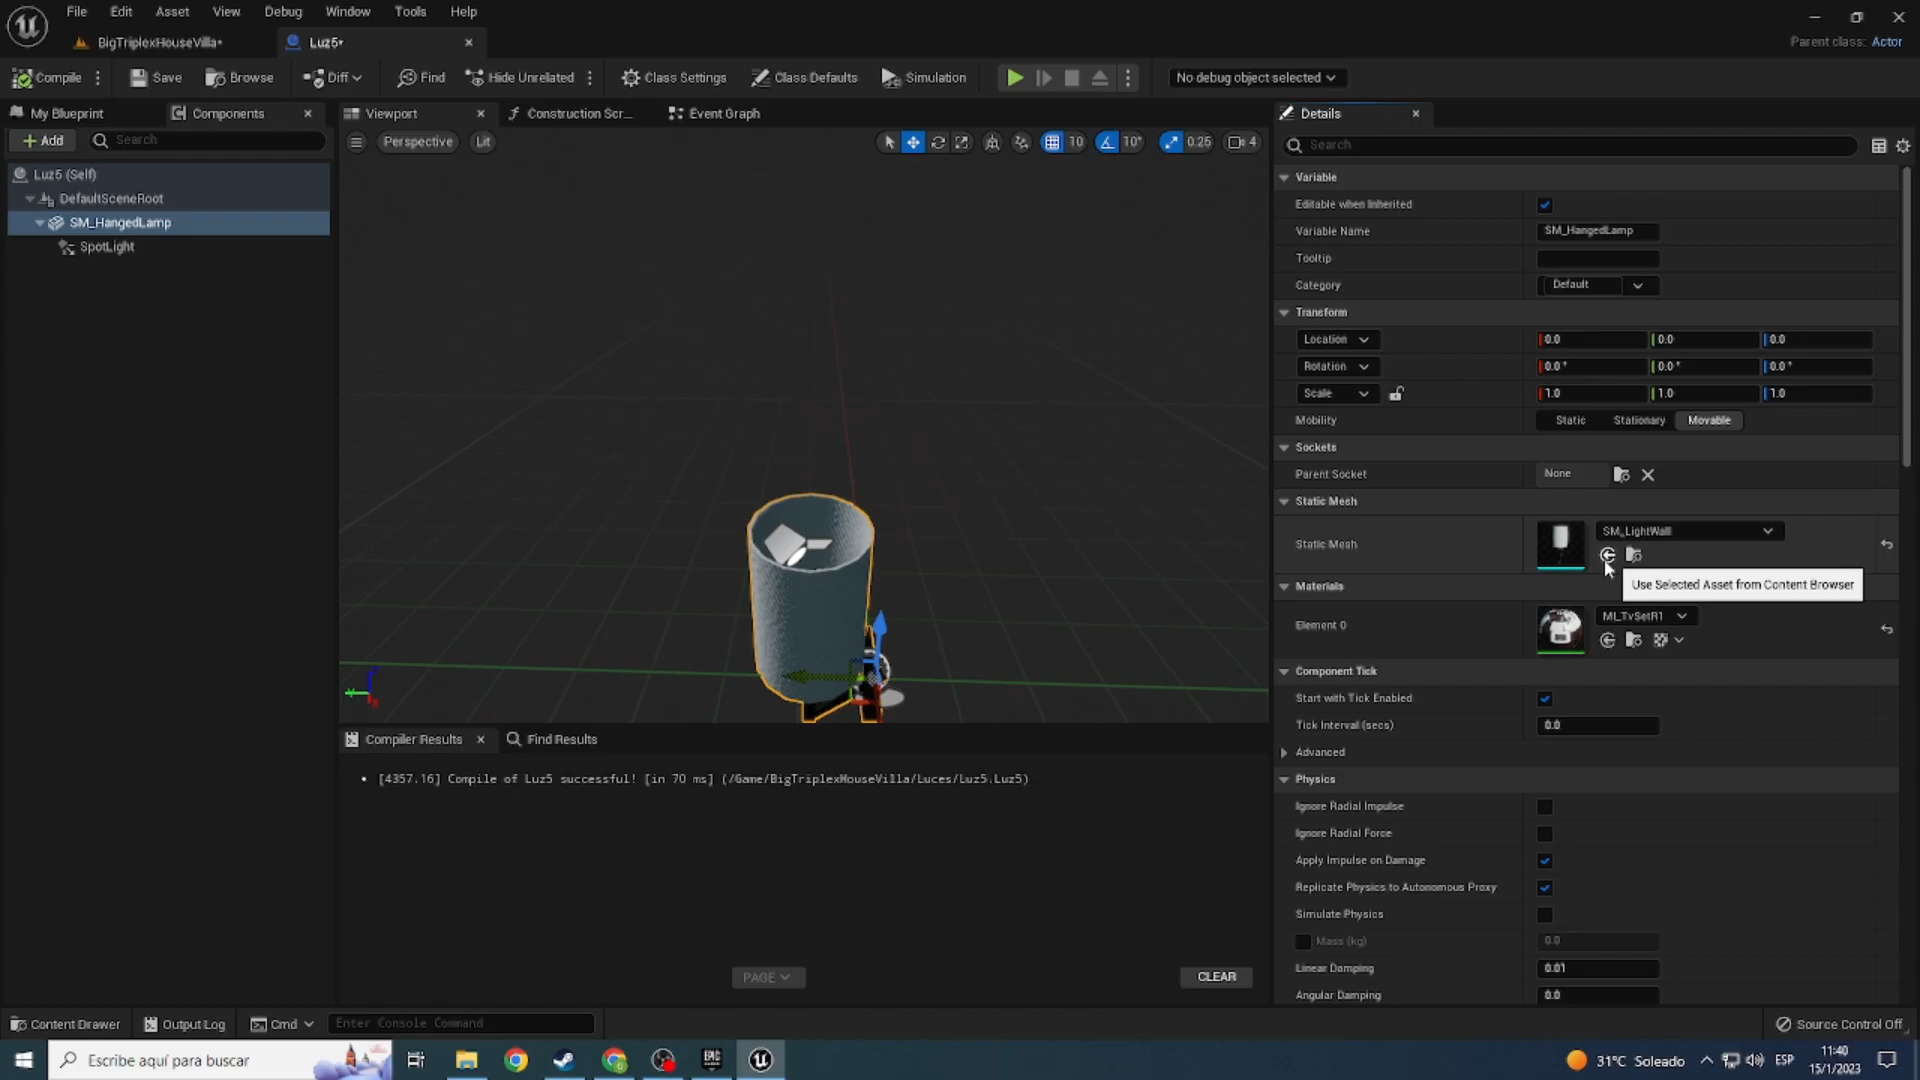 File Edit Asset View Debug Window Tools Help
BigTriplexHouseVilla* Luz5* Parent class: Actor
Compile Save Browse Diff Find Hide Unrelated Class Settings Class Defaults Simulation No debug object selected
My Blueprint Components Viewport Construction Scr... Event Graph Details
Add Search Perspective Lit 10 10° 0.25 4 Search
Luz5 (Self)
DefaultSceneRoot
SM_HangedLamp
SpotLight
Variable
Editable when Inherited
Variable Name SM_HangedLamp
Tooltip
Category Default
Transform
Location 0.0 0.0 0.0
Rotation 0.0 ° 0.0 ° 0.0 °
Scale 1.0 1.0 1.0
Mobility Static Stationary Movable
Sockets
Parent Socket None
Static Mesh
Static Mesh SM_LightWall
Use Selected Asset from Content Browser
Materials
Element 0 MI_TvSetR1
Component Tick
Start with Tick Enabled
Tick Interval (secs) 0.0
Advanced
Physics
Ignore Radial Impulse
Ignore Radial Force
Apply Impulse on Damage
Replicate Physics to Autonomous Proxy
Simulate Physics
Mass (kg) 0.0
Linear Damping 0.01
Angular Damping 0.0
Compiler Results Find Results
[4357.16] Compile of Luz5 successful! [in 70 ms] (/Game/BigTriplexHouseVilla/Luces/Luz5.Luz5)
PAGE CLEAR
Content Drawer Output Log Cmd Enter Console Command Source Control Off
Escribe aquí para buscar EPIC 31°C Soleado ESP 11:40
15/1/2023